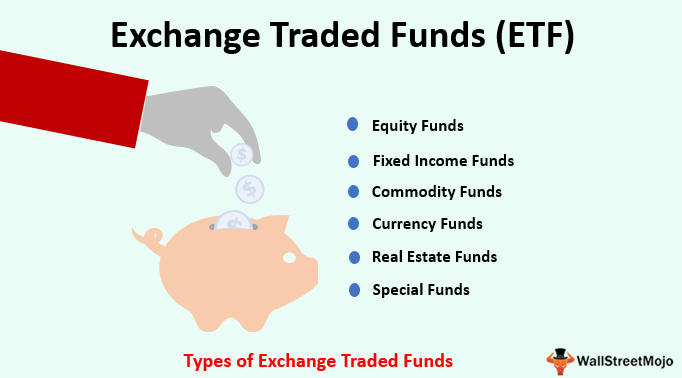 Exchange Traded Funds (ETF)
$
$
$
Equity Funds
Fixed Income Funds
Commodity Funds
Currency Funds
Real Estate Funds
Special Funds
Types of Exchange Traded Funds
WallStreetMojo